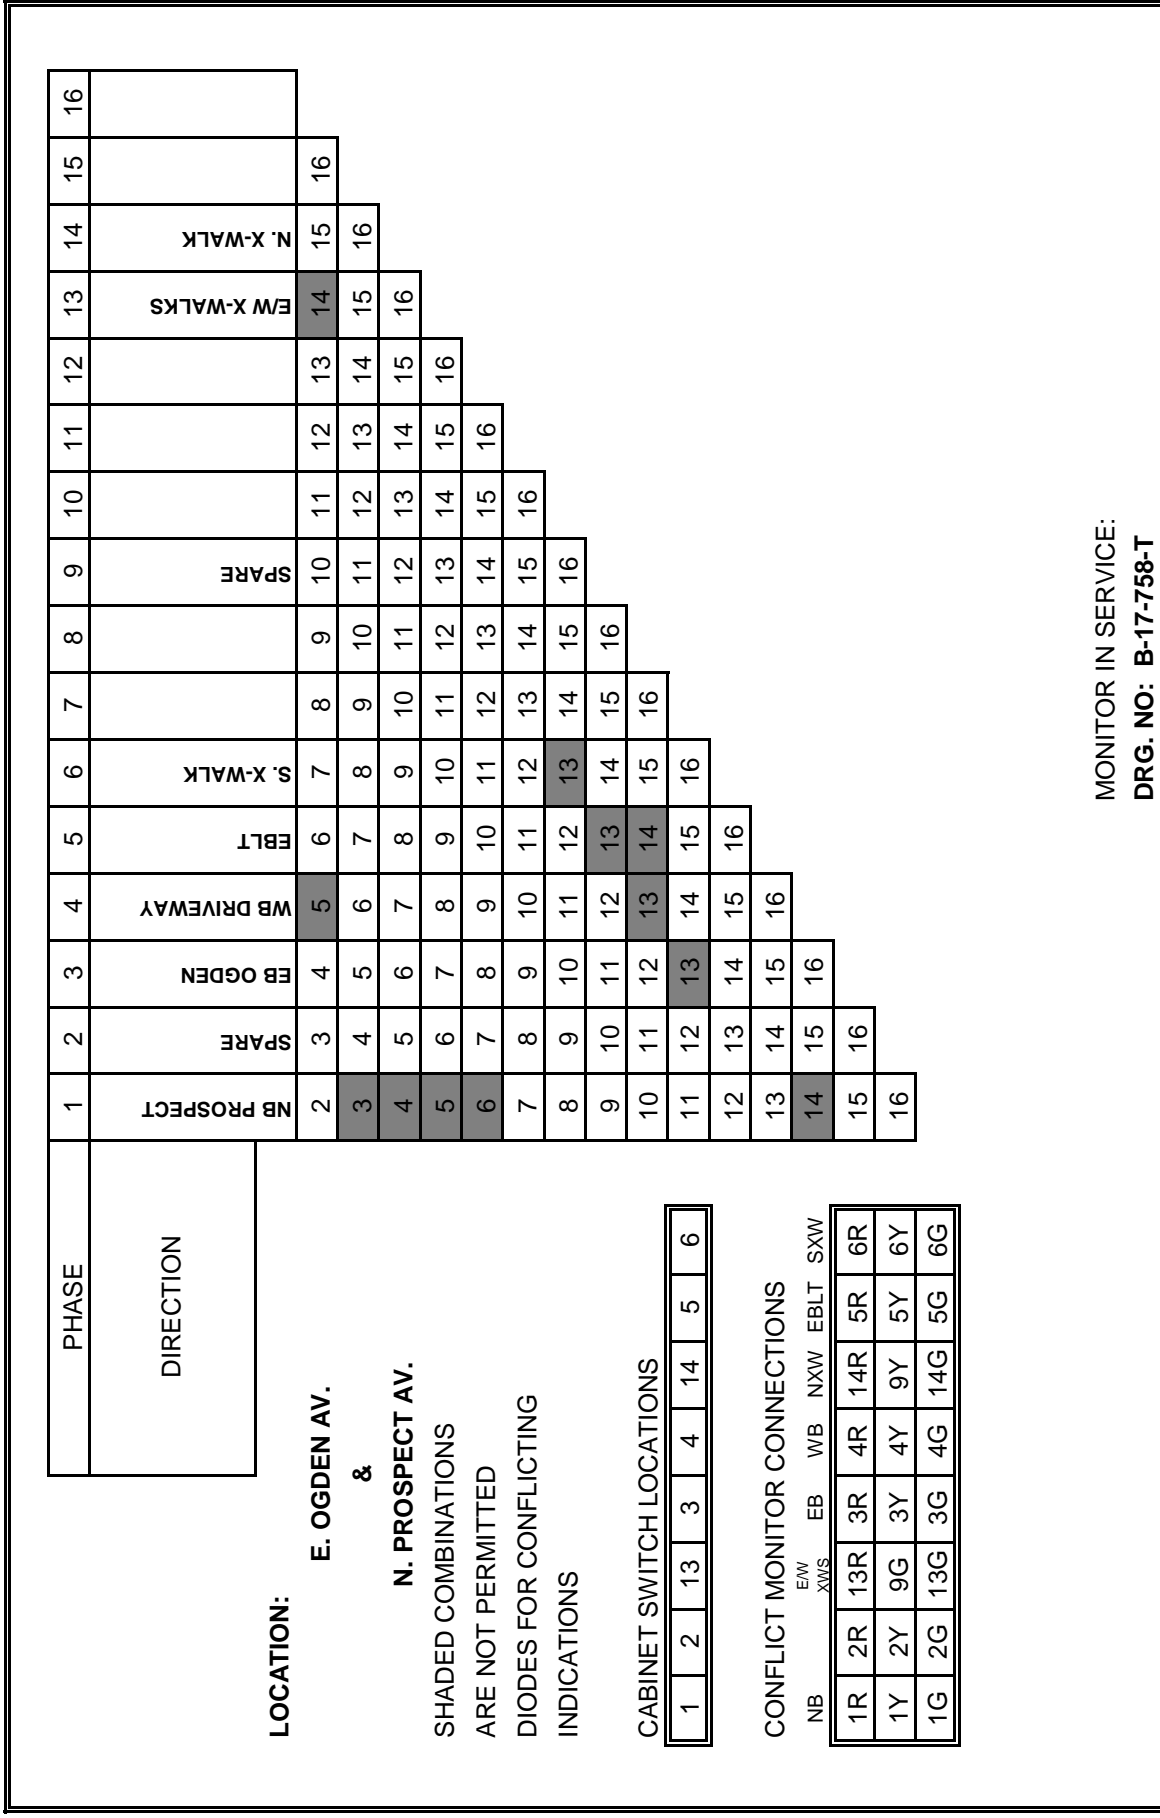 PHASE 1 2 3 4 5 6 7 8 9 10 11 12 13 14 15 16
DIRECTION
NB PROSPECT
SPARE
EB OGDEN
WB DRIVEWAY
EBLT
S. X-WALK
SPARE
E/W X-WALKS
N. X-WALK
2 3 4 5 6 7 8 9 10 11 12 13 14 15 16
3 4 5 6 7 8 9 10 11 12 13 14 15 16
4 5 6 7 8 9 10 11 12 13 14 15 16
5 6 7 8 9 10 11 12 13 14 15 16
6 7 8 9 10 11 12 13 14 15 16
7 8 9 10 11 12 13 14 15 16
8 9 10 11 12 13 14 15 16
9 10 11 12 13 14 15 16
10 11 12 13 14 15 16
11 12 13 14 15 16
12 13 14 15 16
13 14 15 16
14 15 16
15 16
16
LOCATION:
E. OGDEN AV.
&
N. PROSPECT AV.
SHADED COMBINATIONS
ARE NOT PERMITTED
DIODES FOR CONFLICTING
INDICATIONS
CABINET SWITCH LOCATIONS
1 2 13 3 4 14 5 6
CONFLICT MONITOR CONNECTIONS
NB E/W XWS EB WB NXW EBLT SXW
1R 2R 13R 3R 4R 14R 5R 6R
1Y 2Y 9G 3Y 4Y 9Y 5Y 6Y
1G 2G 13G 3G 4G 14G 5G 6G
MONITOR IN SERVICE:
DRG. NO: B-17-758-T